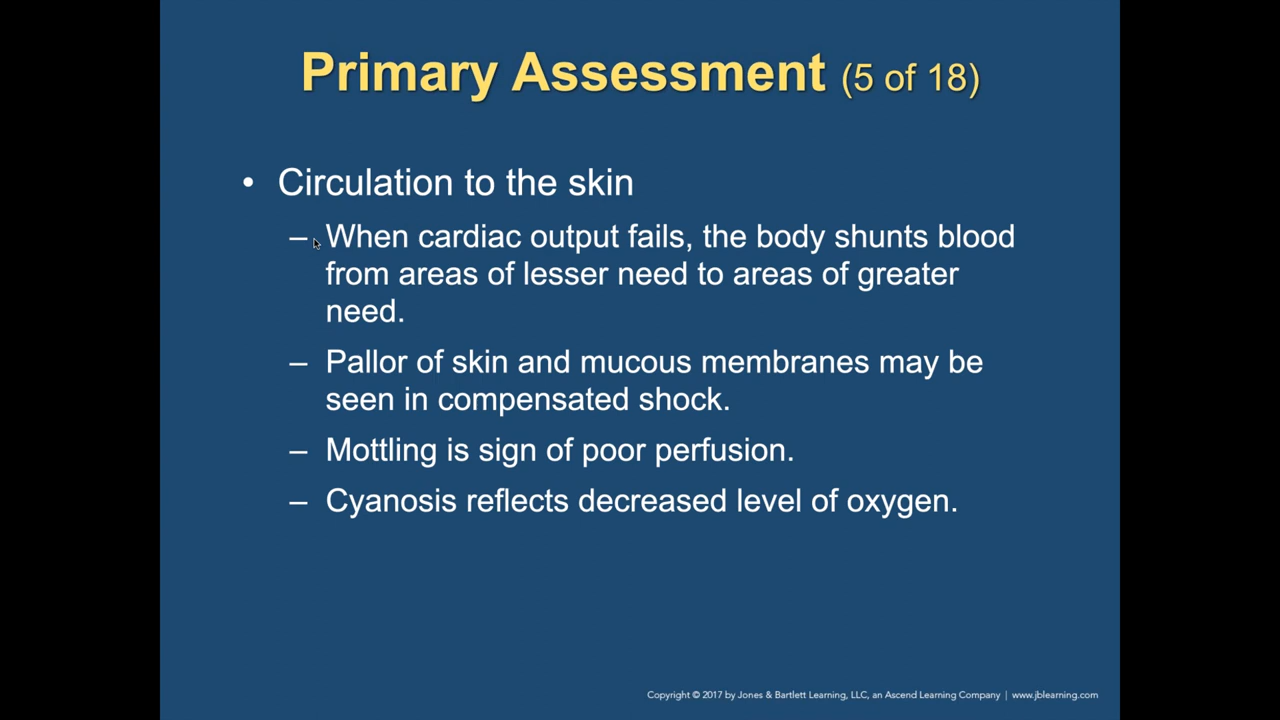 Primary Assessment (5 of 18)
• Circulation to the skin
– When cardiac output fails, the body shunts blood
from areas of lesser need to areas of greater
need.
– Pallor of skin and mucous membranes may be
seen in compensated shock.
– Mottling is sign of poor perfusion.
– Cyanosis reflects decreased level of oxygen.
Copyright © 2017 by Jones & Bartlett Learning, LLC, an Ascend Learning Company | www.jblearning.com